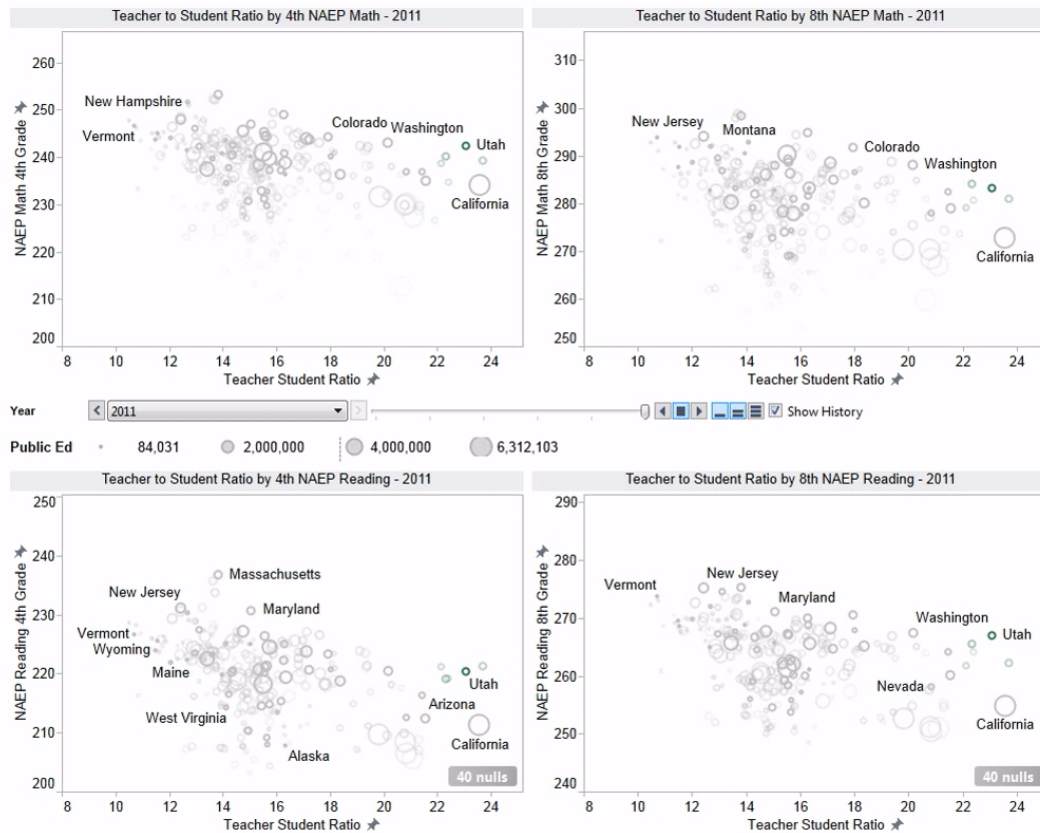 Teacher to Student Ratio by 4th NAEP Math - 2011
NAEP Math 4th Grade
260
250
240
230
220
210
200
New Hampshire
Vermont
Colorado
Washington
Utah
California
8 10 12 14 16 18 20 22 24
Teacher Student Ratio
Teacher to Student Ratio by 8th NAEP Math - 2011
NAEP Math 8th Grade
310
300
290
280
270
260
250
New Jersey
Montana
Colorado
Washington
California
8 10 12 14 16 18 20 22 24
Teacher Student Ratio
Year 2011 Show History
Public Ed 84,031 2,000,000 4,000,000 6,312,103
Teacher to Student Ratio by 4th NAEP Reading - 2011
NAEP Reading 4th Grade
250
240
230
220
210
200
Massachusetts
New Jersey
Maryland
Vermont
Wyoming
Maine
Utah
Arizona
West Virginia
California
Alaska
40 nulls
8 10 12 14 16 18 20 22 24
Teacher Student Ratio
Teacher to Student Ratio by 8th NAEP Reading - 2011
NAEP Reading 8th Grade
290
280
270
260
250
240
Vermont
New Jersey
Maryland
Washington
Utah
Nevada
California
40 nulls
8 10 12 14 16 18 20 22 24
Teacher Student Ratio